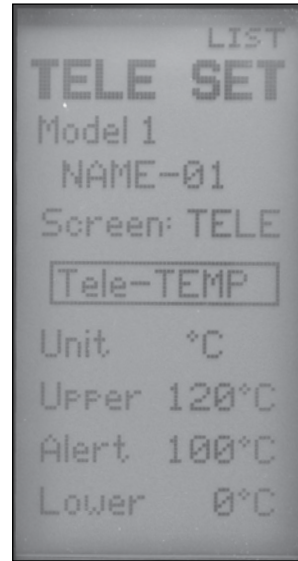 LIST
TELE SET
Model 1
NAME-01
Screen: TELE
Tele-TEMP
Unit °C
Upper 120°C
Alert 100°C
Lower 0°C